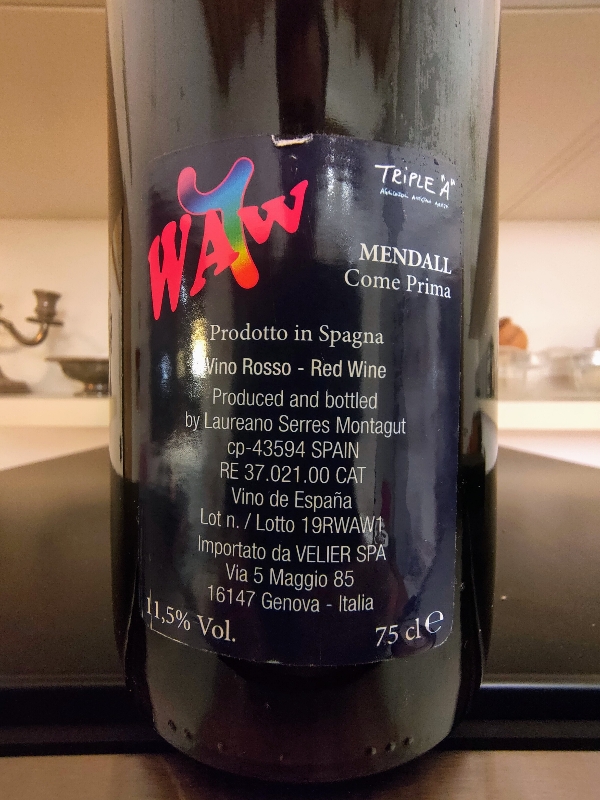 WAW
TRIPLE "A"
MENDALL
Come Prima
Prodotto in Spagna
Vino Rosso - Red Wine
Produced and bottled
by Laureano Serres Montagut
cp-43594 SPAIN
RE 37.021.00 CAT
Vino de España
Lot n. / Lotto 19RWAW1
Importato da VELIER SPA
Via 5 Maggio 85
16147 Genova - Italia
11,5% Vol.
75 cl e